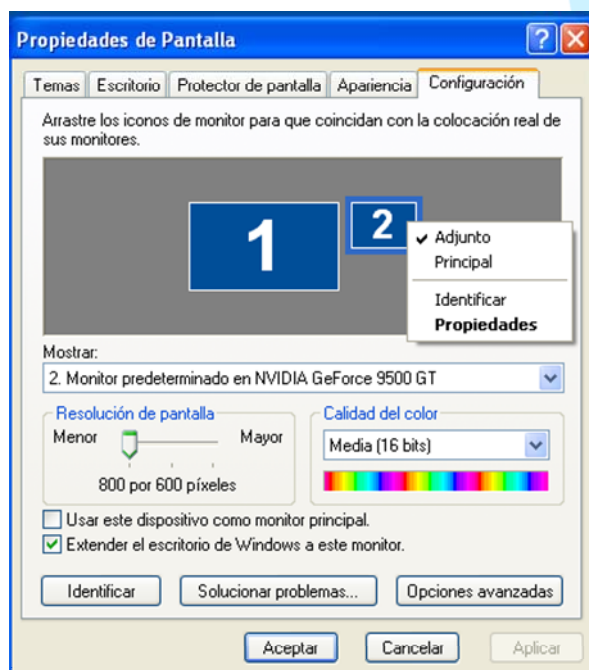 Propiedades de Pantalla
Temas Escritorio Protector de pantalla Apariencia Configuración
Arrastre los iconos de monitor para que coincidan con la colocación real de
sus monitores.
1 2
Adjunto
Principal
Identificar
Propiedades
Mostrar:
2. Monitor predeterminado en NVIDIA GeForce 9500 GT
Resolución de pantalla
Menor Mayor
800 por 600 píxeles
Calidad del color
Media (16 bits)
Usar este dispositivo como monitor principal.
Extender el escritorio de Windows a este monitor.
Identificar Solucionar problemas... Opciones avanzadas
Aceptar Cancelar Aplicar